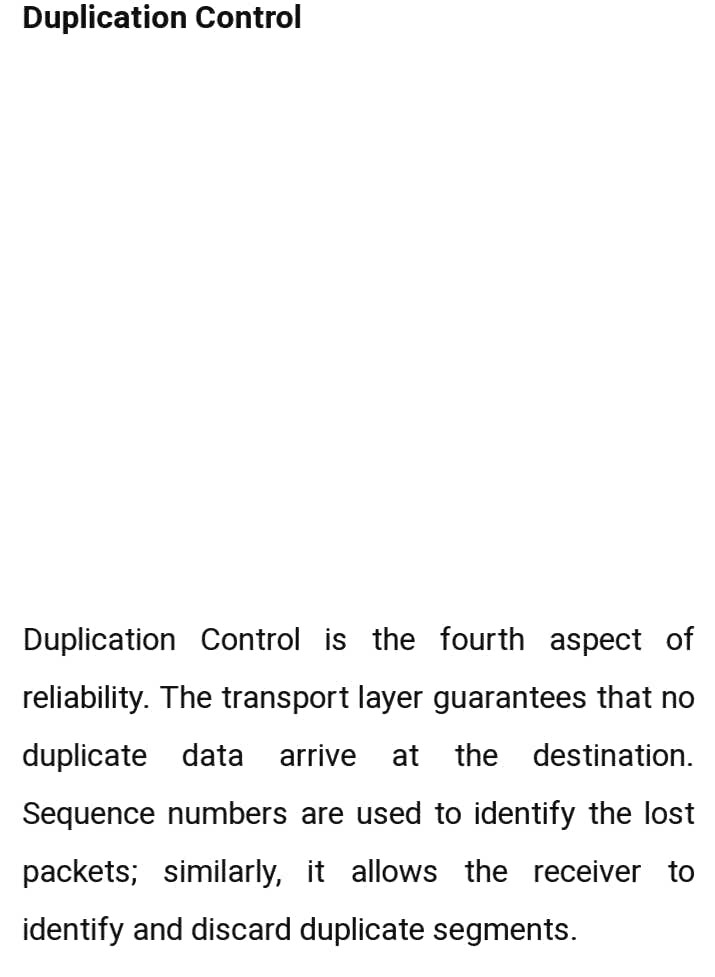 Duplication Control
Duplication Control is the fourth aspect of
reliability. The transport layer guarantees that no
duplicate data arrive at the destination.
Sequence numbers are used to identify the lost
packets; similarly, it allows the receiver to
identify and discard duplicate segments.